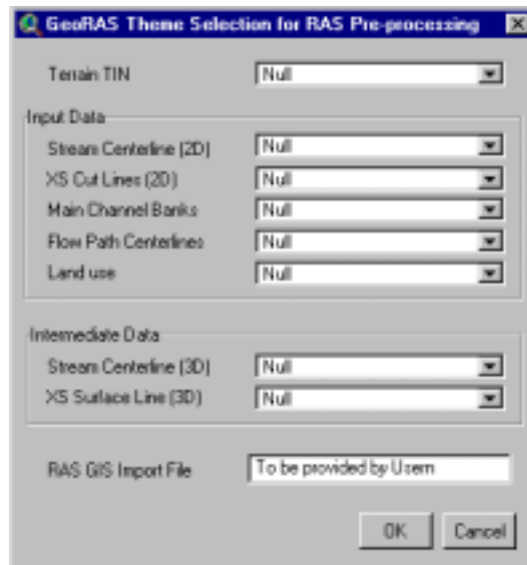 GeoRAS Theme Selection for RAS Pre-processing
Terrain TIN Null
Input Data
Stream Centerline (2D) Null
XS Cut Lines (2D) Null
Main Channel Banks Null
Flow Path Centerlines Null
Land use Null
Intermediate Data
Stream Centerline (3D) Null
XS Surface Line (3D) Null
RAS GIS Import File To be provided by Usern
OK Cancel